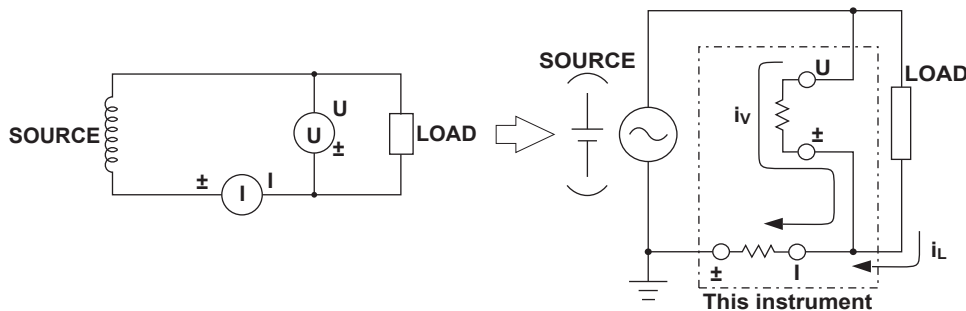 SOURCE
U
U
±
LOAD
±
I
I
SOURCE
U
LOAD
iV
±
±
I
iL
This instrument